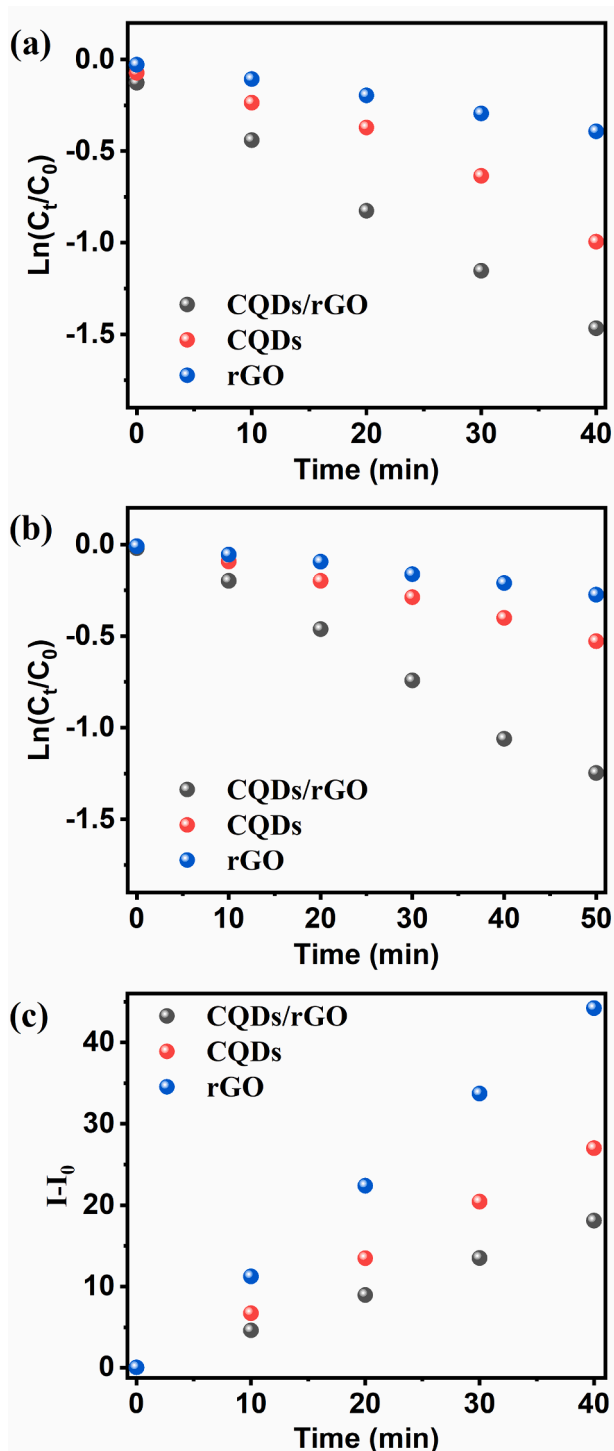 (a)
Ln(Cₜ/C₀)
0.0
-0.5
-1.0
-1.5
CQDs/rGO
CQDs
rGO
0 10 20 30 40
Time (min)
(b)
Ln(Cₜ/C₀)
0.0
-0.5
-1.0
-1.5
CQDs/rGO
CQDs
rGO
0 10 20 30 40 50
Time (min)
(c)
I-I₀
40
30
20
10
0
CQDs/rGO
CQDs
rGO
0 10 20 30 40
Time (min)